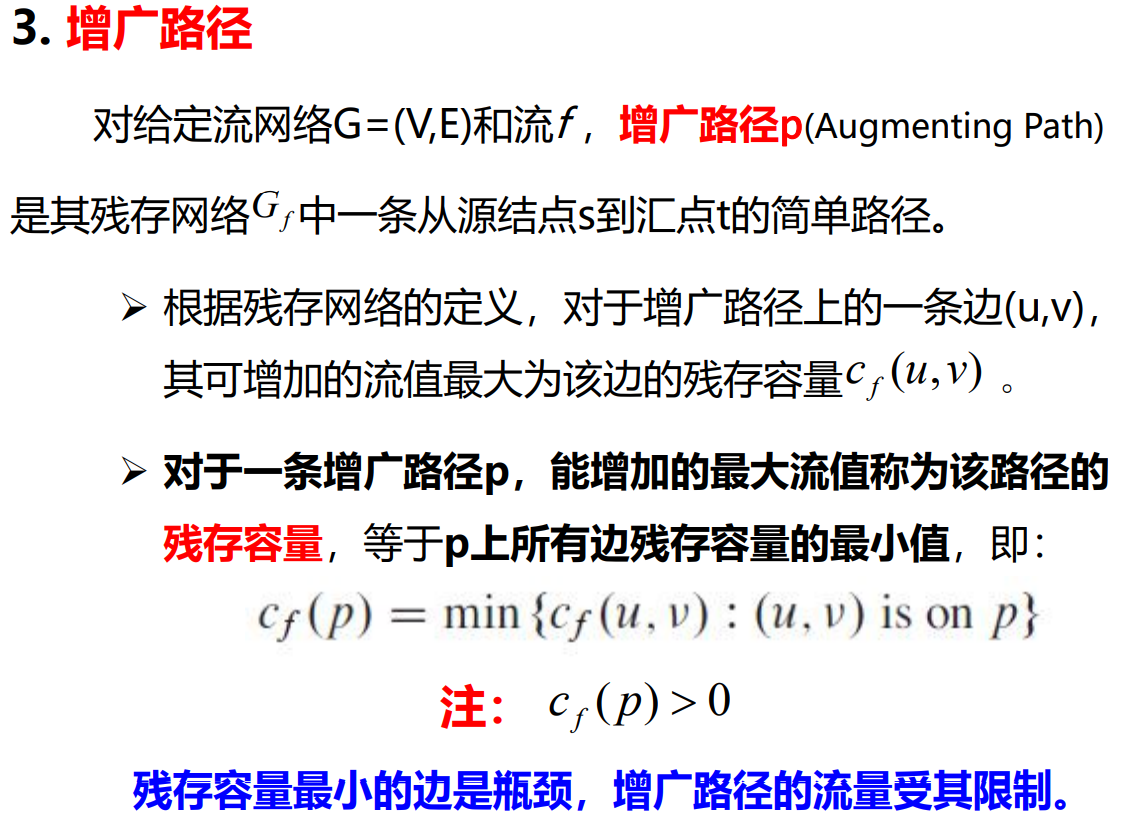 3. 增广路径
对给定流网络G=(V,E)和流f，增广路径p(Augmenting Path)
是其残存网络G_f中一条从源结点s到汇点t的简单路径。
➢ 根据残存网络的定义，对于增广路径上的一条边(u,v)，
其可增加的流值最大为该边的残存容量c_f(u,v) 。
➢ 对于一条增广路径p，能增加的最大流值称为该路径的
残存容量，等于p上所有边残存容量的最小值，即：
c_f(p) = min{c_f(u, v) : (u, v) is on p}
注： c_f(p) > 0
残存容量最小的边是瓶颈，增广路径的流量受其限制。